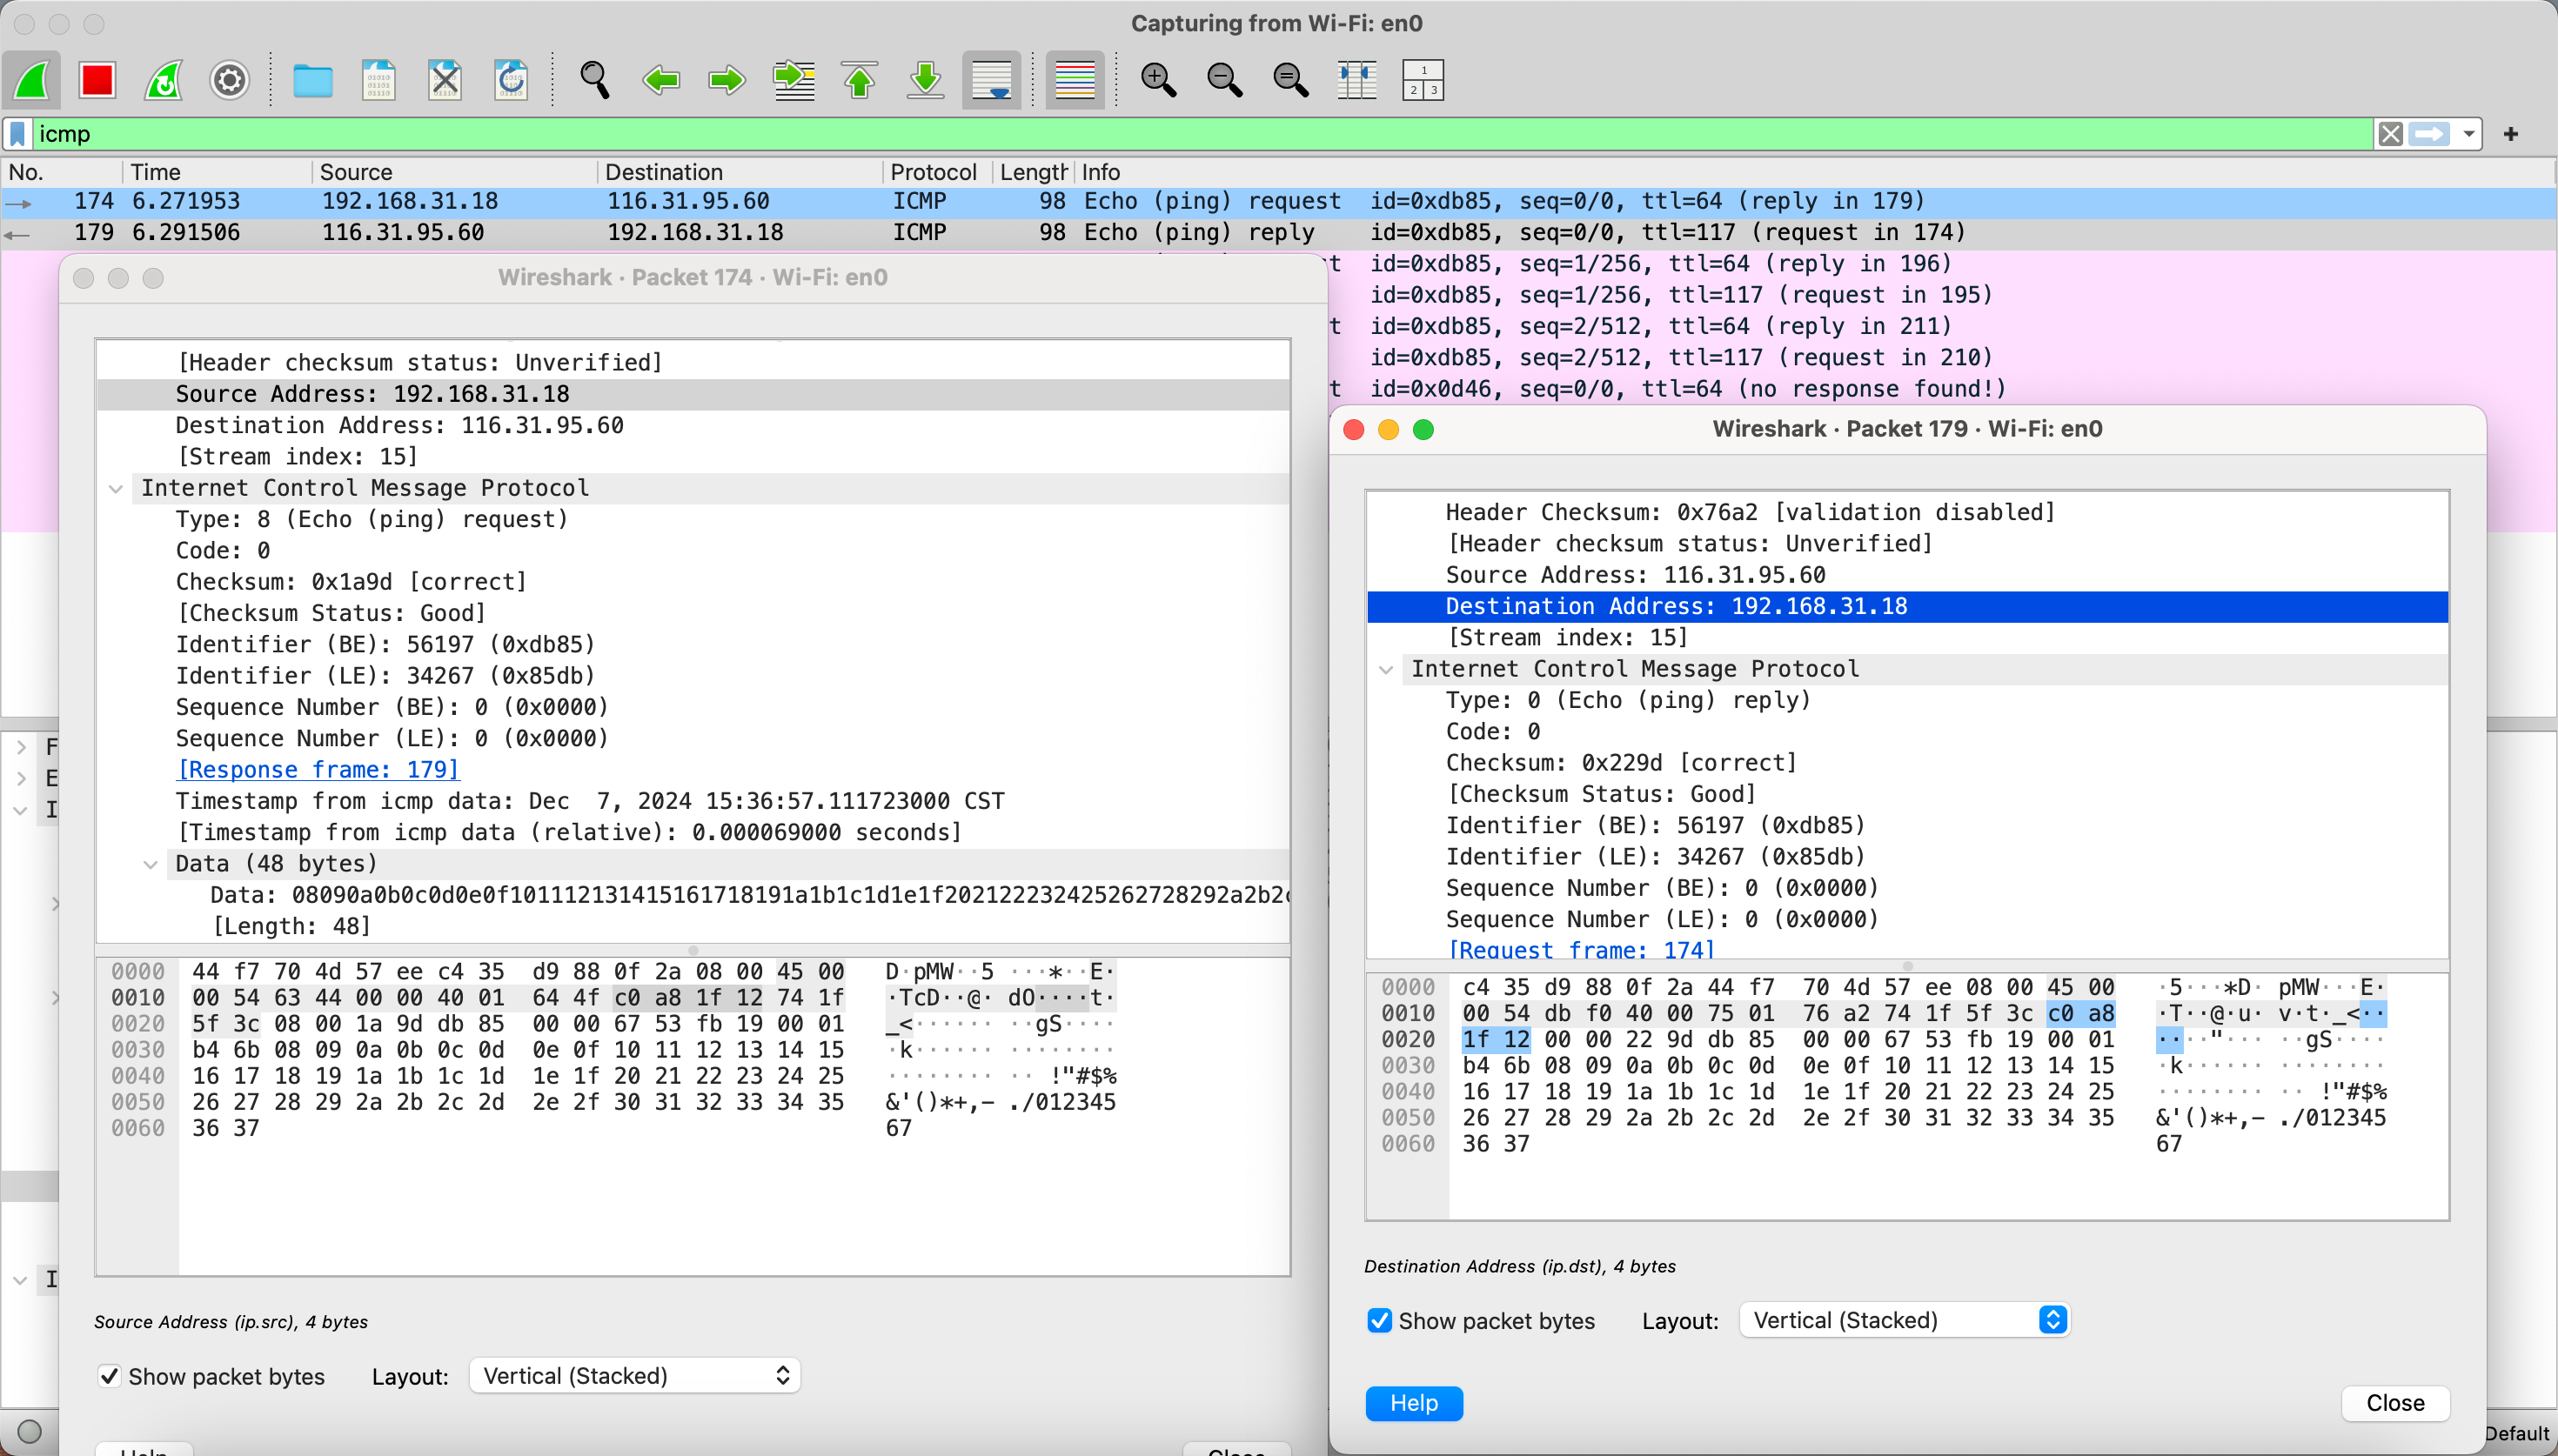 Capturing from Wi-Fi: en0
icmp
No. Time Source Destination Protocol Length Info
174 6.271953 192.168.31.18 116.31.95.60 ICMP 98 Echo (ping) request id=0xdb85, seq=0/0, ttl=64 (reply in 179)
179 6.291506 116.31.95.60 192.168.31.18 ICMP 98 Echo (ping) reply id=0xdb85, seq=0/0, ttl=117 (request in 174)
t id=0xdb85, seq=1/256, ttl=64 (reply in 196)
id=0xdb85, seq=1/256, ttl=117 (request in 195)
t id=0xdb85, seq=2/512, ttl=64 (reply in 211)
id=0xdb85, seq=2/512, ttl=117 (request in 210)
t id=0x0d46, seq=0/0, ttl=64 (no response found!)
Wireshark · Packet 174 · Wi-Fi: en0
[Header checksum status: Unverified]
Source Address: 192.168.31.18
Destination Address: 116.31.95.60
[Stream index: 15]
Internet Control Message Protocol
Type: 8 (Echo (ping) request)
Code: 0
Checksum: 0x1a9d [correct]
[Checksum Status: Good]
Identifier (BE): 56197 (0xdb85)
Identifier (LE): 34267 (0x85db)
Sequence Number (BE): 0 (0x0000)
Sequence Number (LE): 0 (0x0000)
[Response frame: 179]
Timestamp from icmp data: Dec  7, 2024 15:36:57.111723000 CST
[Timestamp from icmp data (relative): 0.000069000 seconds]
Data (48 bytes)
Data: 08090a0b0c0d0e0f101112131415161718191a1b1c1d1e1f202122232425262728292a2b2c
[Length: 48]
0000 44 f7 70 4d 57 ee c4 35 d9 88 0f 2a 08 00 45 00 D·pMW··5 ···*··E·
0010 00 54 63 44 00 00 40 01 64 4f c0 a8 1f 12 74 1f ·TcD··@· dO····t·
0020 5f 3c 08 00 1a 9d db 85 00 00 67 53 fb 19 00 01 _<······ ··gS····
0030 b4 6b 08 09 0a 0b 0c 0d 0e 0f 10 11 12 13 14 15 ·k······ ········
0040 16 17 18 19 1a 1b 1c 1d 1e 1f 20 21 22 23 24 25 ········ ·· !"#$%
0050 26 27 28 29 2a 2b 2c 2d 2e 2f 30 31 32 33 34 35 &'()*+,- ./012345
0060 36 37 67
Source Address (ip.src), 4 bytes
Show packet bytes Layout: Vertical (Stacked)
Help Close
Wireshark · Packet 179 · Wi-Fi: en0
Header Checksum: 0x76a2 [validation disabled]
[Header checksum status: Unverified]
Source Address: 116.31.95.60
Destination Address: 192.168.31.18
[Stream index: 15]
Internet Control Message Protocol
Type: 0 (Echo (ping) reply)
Code: 0
Checksum: 0x229d [correct]
[Checksum Status: Good]
Identifier (BE): 56197 (0xdb85)
Identifier (LE): 34267 (0x85db)
Sequence Number (BE): 0 (0x0000)
Sequence Number (LE): 0 (0x0000)
[Request frame: 174]
0000 c4 35 d9 88 0f 2a 44 f7 70 4d 57 ee 08 00 45 00 ·5···*D· pMW···E·
0010 00 54 db f0 40 00 75 01 76 a2 74 1f 5f 3c c0 a8 ·T··@·u· v·t·_<··
0020 1f 12 00 00 22 9d db 85 00 00 67 53 fb 19 00 01 ····"··· ··gS····
0030 b4 6b 08 09 0a 0b 0c 0d 0e 0f 10 11 12 13 14 15 ·k······ ········
0040 16 17 18 19 1a 1b 1c 1d 1e 1f 20 21 22 23 24 25 ········ ·· !"#$%
0050 26 27 28 29 2a 2b 2c 2d 2e 2f 30 31 32 33 34 35 &'()*+,- ./012345
0060 36 37 67
Destination Address (ip.dst), 4 bytes
Show packet bytes Layout: Vertical (Stacked)
Help Close
F
E
I
I
Default